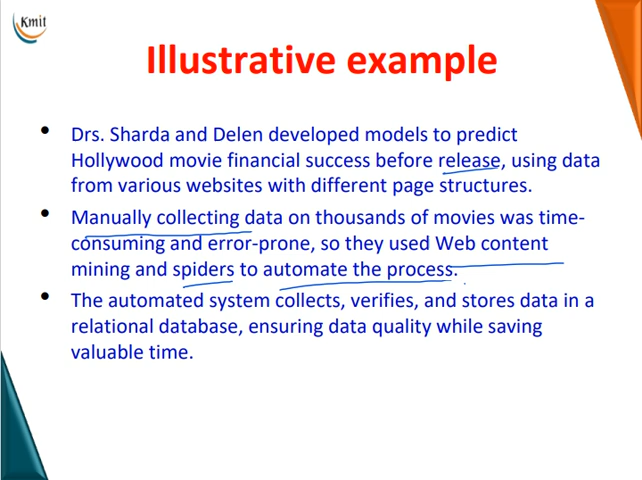 Kmit
Illustrative example
• Drs. Sharda and Delen developed models to predict
Hollywood movie financial success before release, using data
from various websites with different page structures.
• Manually collecting data on thousands of movies was time-
consuming and error-prone, so they used Web content
mining and spiders to automate the process.
• The automated system collects, verifies, and stores data in a
relational database, ensuring data quality while saving
valuable time.